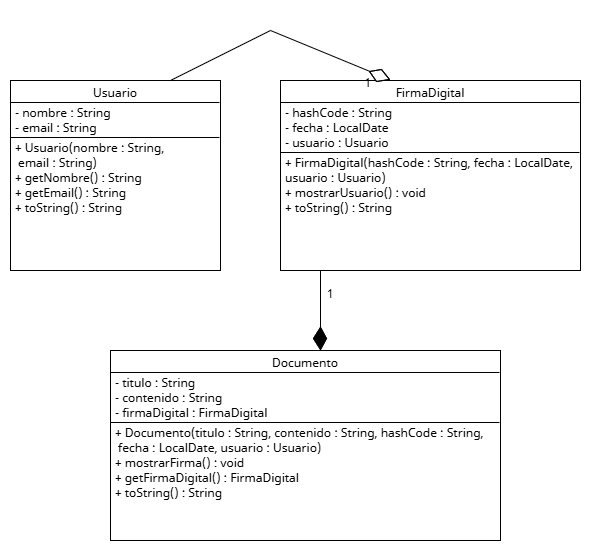 Usuario
- nombre : String
- email : String
+ Usuario(nombre : String,
email : String)
+ getNombre() : String
+ getEmail() : String
+ toString() : String
1
FirmaDigital
- hashCode : String
- fecha : LocalDate
- usuario : Usuario
+ FirmaDigital(hashCode : String, fecha : LocalDate,
usuario : Usuario)
+ mostrarUsuario() : void
+ toString() : String
1
Documento
- titulo : String
- contenido : String
- firmaDigital : FirmaDigital
+ Documento(titulo : String, contenido : String, hashCode : String,
fecha : LocalDate, usuario : Usuario)
+ mostrarFirma() : void
+ getFirmaDigital() : FirmaDigital
+ toString() : String